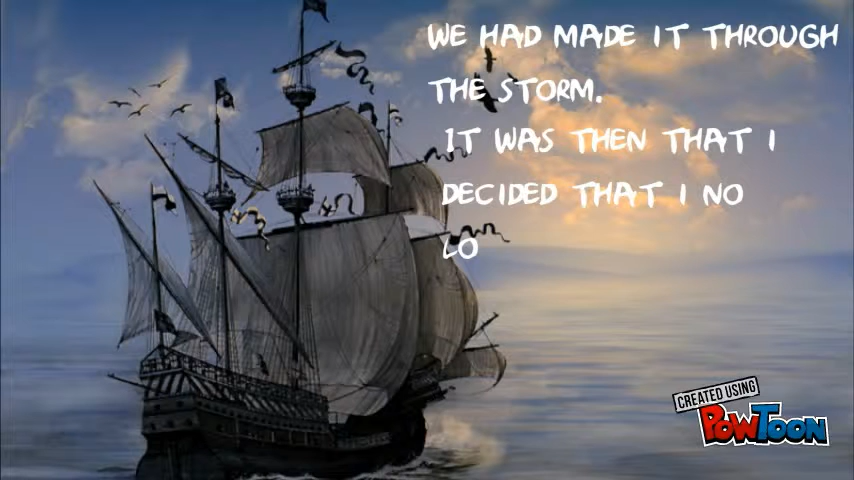 WE HAD MADE IT THROUGH
THE STORM.
IT WAS THEN THAT I
DECIDED THAT I NO
LO
CREATED USING
POWTOON